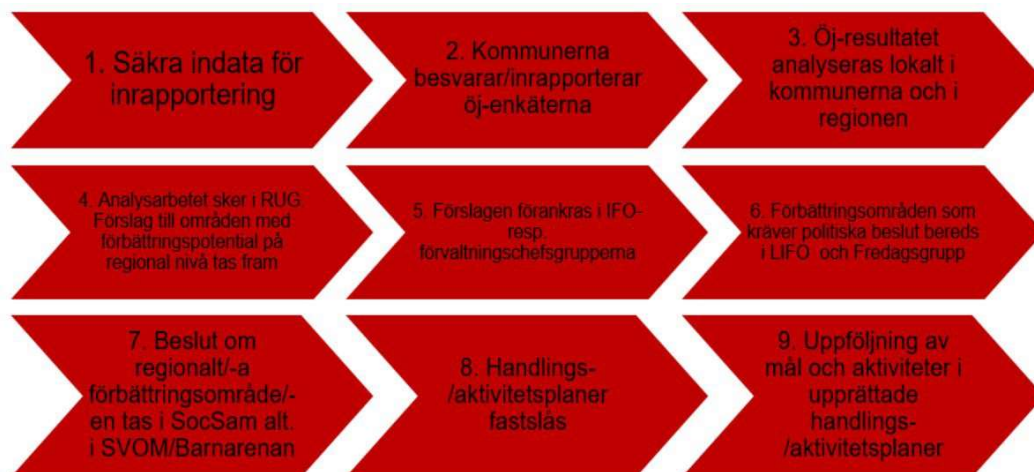 1. Säkra indata för
inrapportering
2. Kommunerna
besvarar/inrapporterar
öj-enkäterna
3. Öj-resultatet
analyseras lokalt i
kommunerna och i
regionen
4. Analysarbetet sker i RUG.
Förslag till områden med
förbättringspotential på
regional nivå tas fram
5. Förslagen förankras i IFO-
resp.
förvaltningschefsgrupperna
6. Förbättringsområden som
kräver politiska beslut bereds
i LIFO och Fredagsgrupp
7. Beslut om
regionalt/-a
förbättringsområde/-
en tas i SocSam alt.
i SVOM/Barnarenan
8. Handlings-
/aktivitetsplaner
fastslås
9. Uppföljning av
mål och aktiviteter i
upprättade
handlings-
/aktivitetsplaner